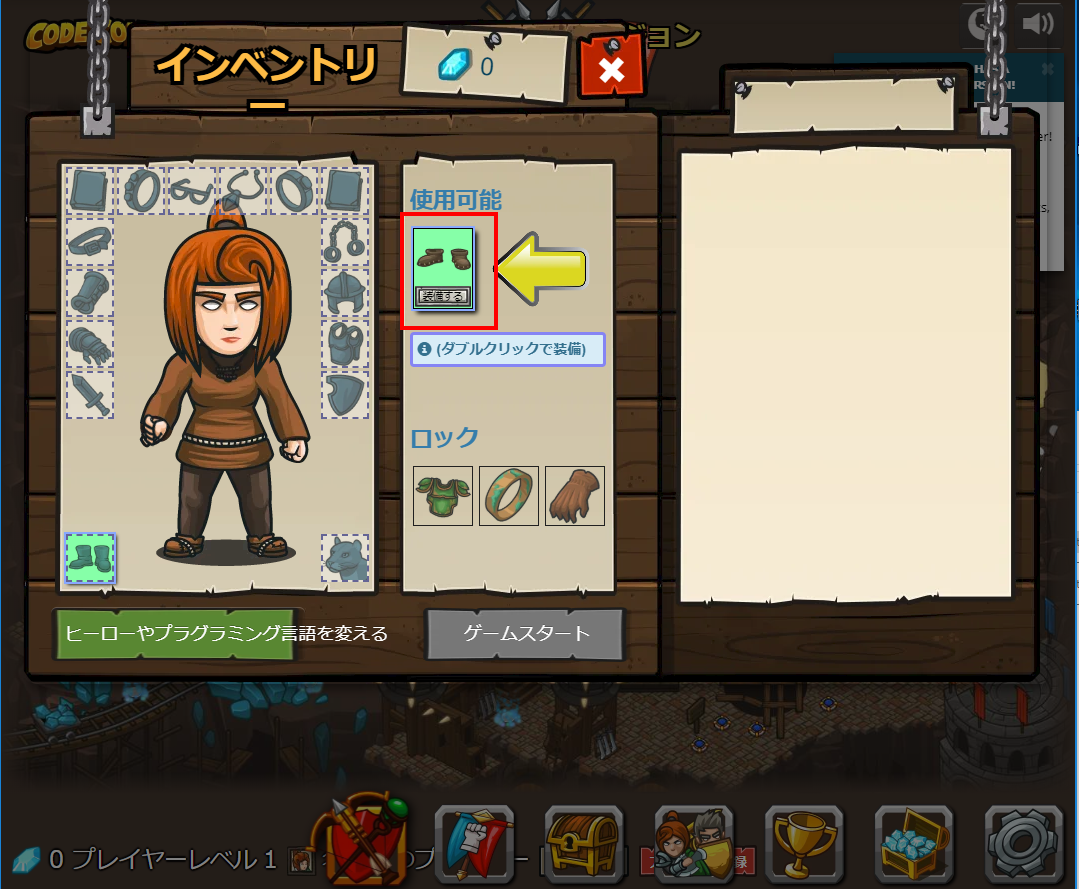 インベントリ
0
使用可能
装備する
(ダブルクリックで装備)
ロック
ヒーローやプラグラミング言語を変える
ゲームスタート
0 プレイヤーレベル 1